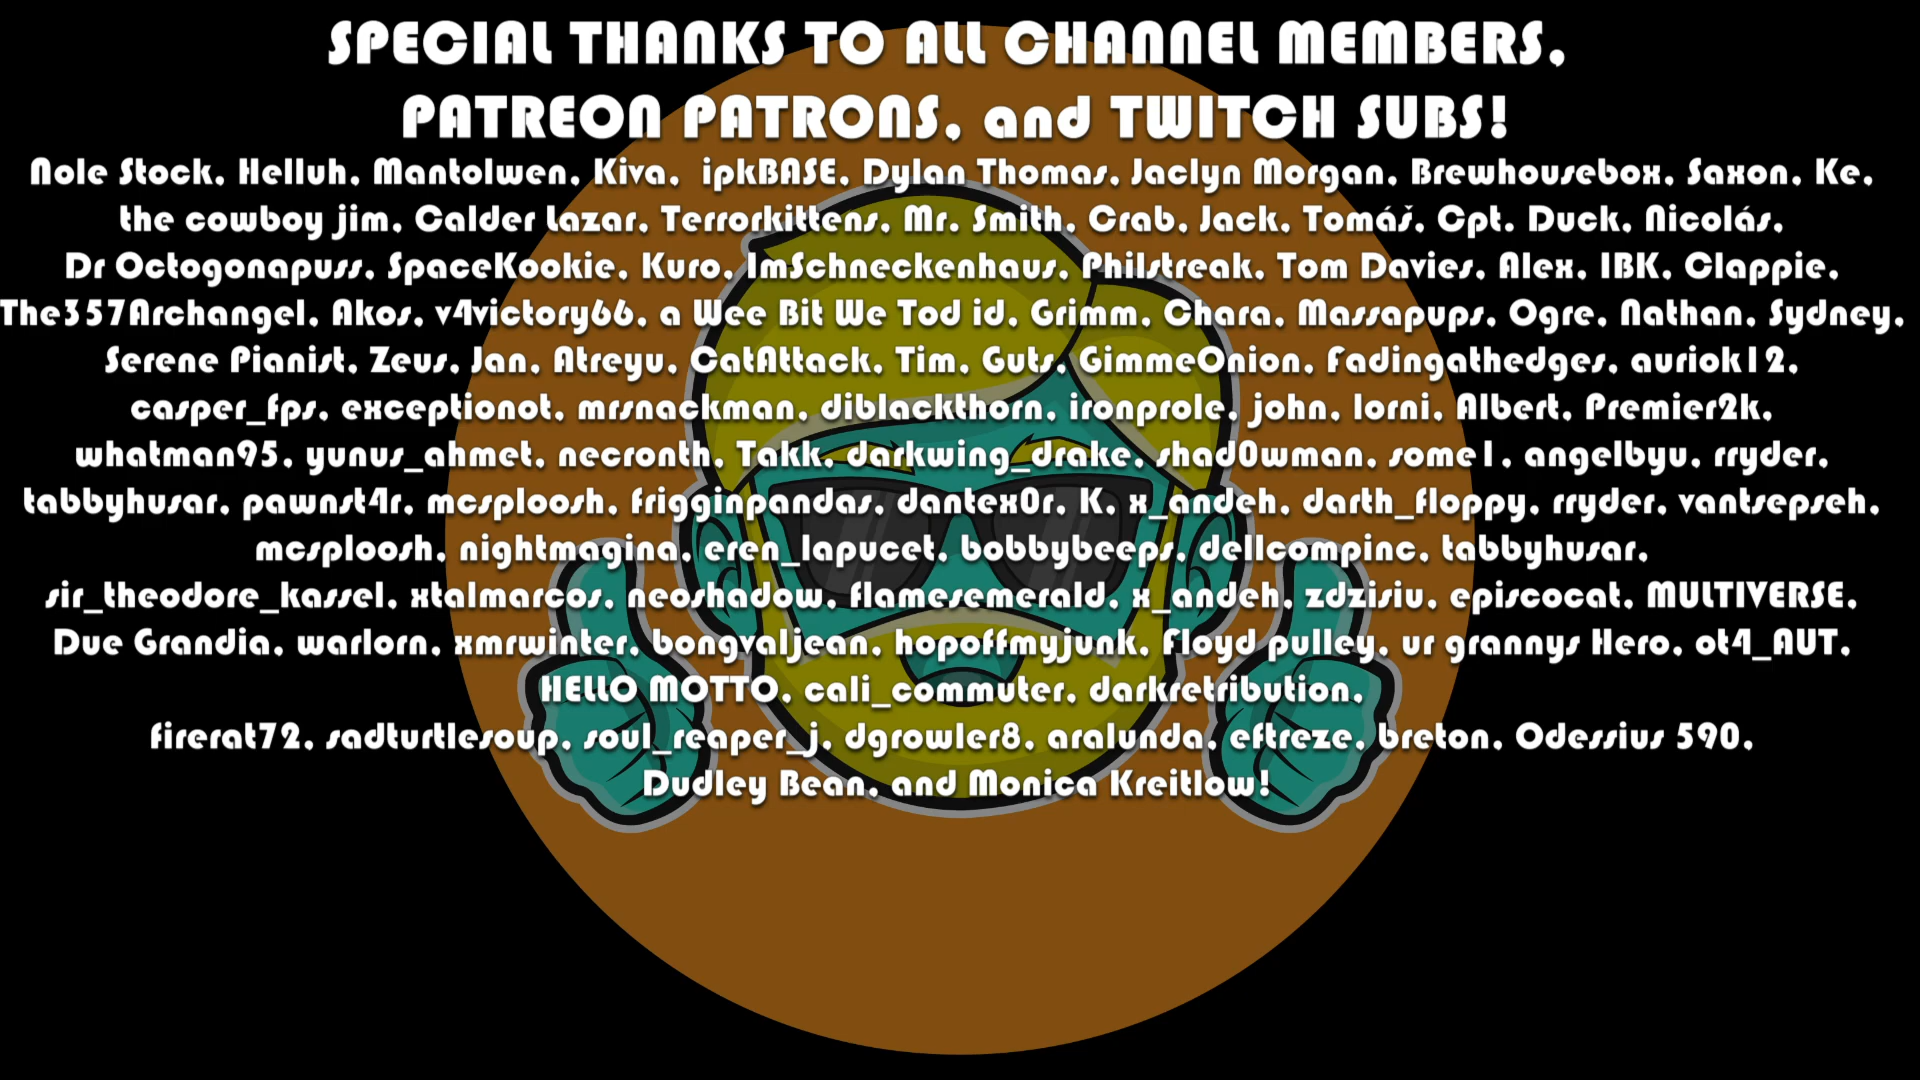 SPECIAL THANKS TO ALL CHANNEL MEMBERS,
PATREON PATRONS, and TWITCH SUBS!
Nole Stock, Helluh, Mantolwen, Kiva, ipkBASE, Dylan Thomas, Jaclyn Morgan, Brewhousebox, Saxon, Ke,
the cowboy jim, Calder Lazar, Terrorkittens, Mr. Smith, Crab, Jack, Tomáš, Cpt. Duck, Nicolás,
Dr Octogonapuss, SpaceKookie, Kuro, ImSchneckenhaus, Philstreak, Tom Davies, Alex, IBK, Clappie,
The357Archangel, Akos, v4victory66, a Wee Bit We Tod id, Grimm, Chara, Massapups, Ogre, Nathan, Sydney,
Serene Pianist, Zeus, Jan, Atreyu, CatAttack, Tim, Guts, GimmeOnion, Fadingathedges, auriok12,
casper_fps, exceptionot, mrsnackman, diblackthorn, ironprole, john, lorni, Albert, Premier2k,
whatman95, yunus_ahmet, necronth, Takk, darkwing_drake, shad0wman, some1, angelbyu, rryder,
tabbyhusar, pawnst4r, mcsploosh, frigginpandas, dantex0r, K, x_andeh, darth_floppy, rryder, vantsepseh,
mcsploosh, nightmagina, eren_lapucet, bobbybeeps, dellcompinc, tabbyhusar,
sir_theodore_kassel, xtalmarcos, neoshadow, flamesemerald, x_andeh, zdzisiu, episcocat, MULTIVERSE,
Due Grandia, warlorn, xmrwinter, bongvaljean, hopoffmyjunk, Floyd pulley, ur grannys Hero, ot4_AUT,
HELLO MOTTO, cali_commuter, darkretribution,
firerat72, sadturtlesoup, soul_reaper_j, dgrowler8, aralunda, eftreze, breton, Odessius 590,
Dudley Bean, and Monica Kreitlow!